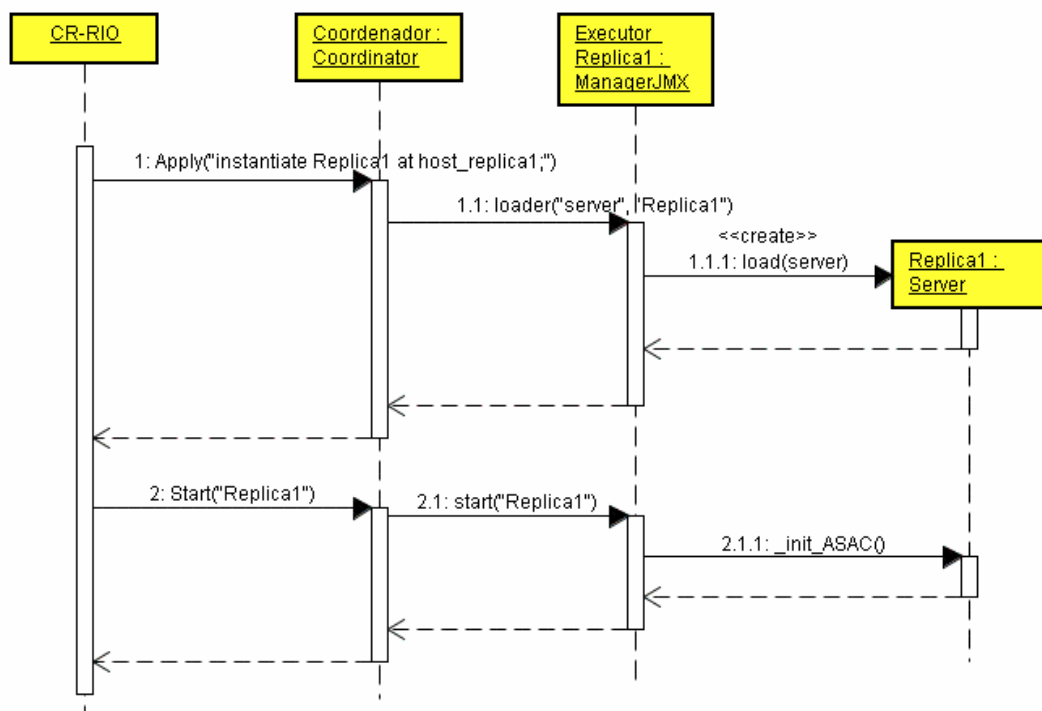 CR-RIO
Coordenador :
Coordinator
Executor
Replica1 :
ManagerJMX
1: Apply("instantiate Replica1 at host_replica1;")
1.1: loader("server", "Replica1")
<<create>>
1.1.1: load(server)
Replica1 :
Server
2: Start("Replica1")
2.1: start("Replica1")
2.1.1: _init_ASAC()